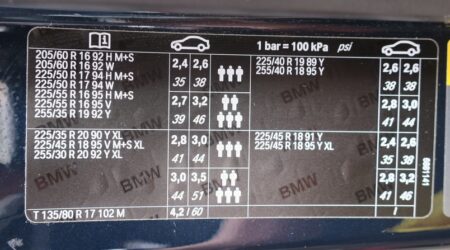 1 bar = 100 kPa psi
205/60 R 16 92 H M+S
205/60 R 16 92 W
225/50 R 17 94 H M+S
225/50 R 17 94 W
225/55 R 16 95 H M+S
225/55 R 16 95 V
255/35 R 19 92 Y
2,4 2,6
35 38
2,7 3,2
39 46
225/40 R 19 89 Y
255/40 R 18 95 Y
2,6 2,6
38 38
2,8 3,0
41 44
225/35 R 20 90 Y XL
225/45 R 18 95 V M+S XL
255/30 R 20 92 Y XL
2,8 3,0
41 44
3,0 3,5
44 51
225/45 R 18 91 Y
225/45 R 18 95 Y XL
2,4 2,6
35 38
2,8 3,2
41 46
T 135/80 R 17 102 M
4,2 / 60
/
BMW
BMW
BMW
BMW
6881141